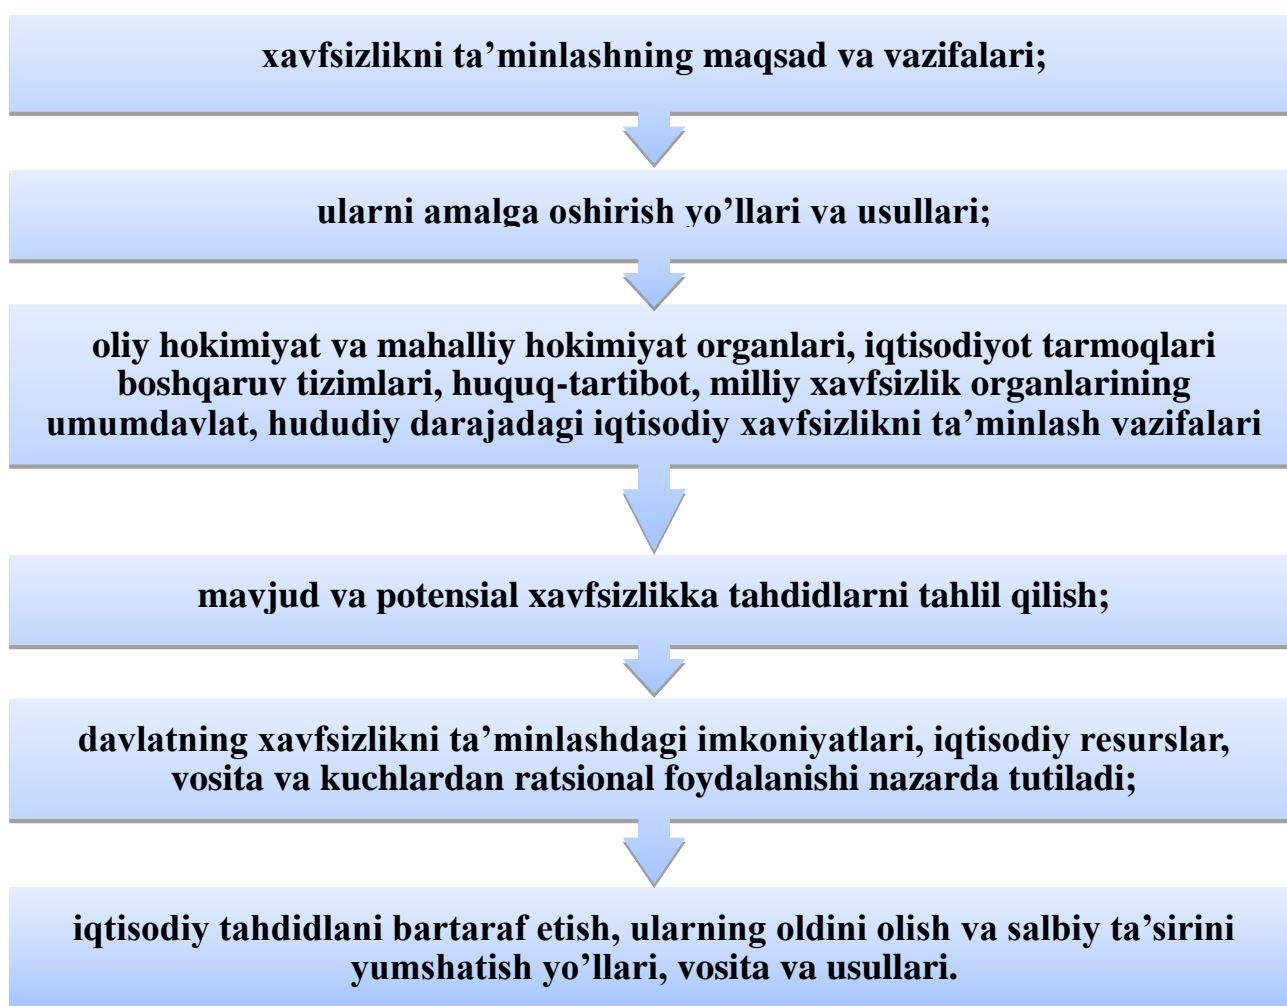 xavfsizlikni ta’minlashning maqsad va vazifalari;
ularni amalga oshirish yo’llari va usullari;
oliy hokimiyat va mahalliy hokimiyat organlari, iqtisodiyot tarmoqlari
boshqaruv tizimlari, huquq-tartibot, milliy xavfsizlik organlarining
umumdavlat, hududiy darajadagi iqtisodiy xavfsizlikni ta’minlash vazifalari
mavjud va potensial xavfsizlikka tahdidlarni tahlil qilish;
davlatning xavfsizlikni ta’minlashdagi imkoniyatlari, iqtisodiy resurslar,
vosita va kuchlardan ratsional foydalanishi nazarda tutiladi;
iqtisodiy tahdidlani bartaraf etish, ularning oldini olish va salbiy ta’sirini
yumshatish yo’llari, vosita va usullari.